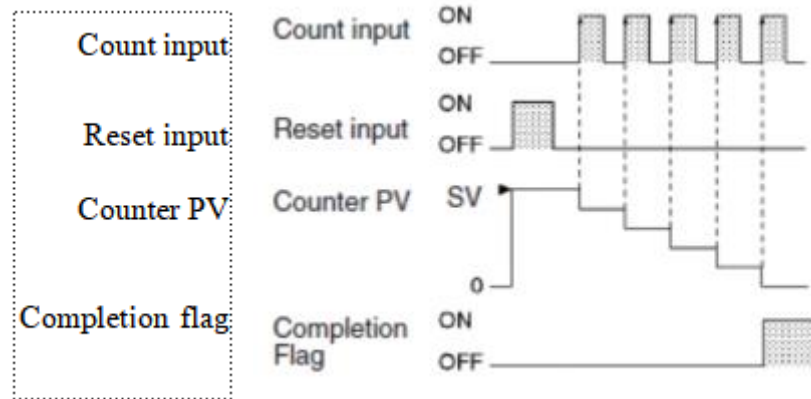 Count input
Reset input
Counter PV
Completion flag
Count input
ON
OFF
Reset input
ON
OFF
Counter PV
SV
0
Completion
Flag
ON
OFF